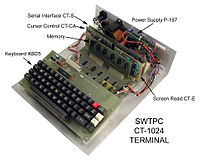 Serial Interface CT-S
Cursor Control CT-CA
Memory
Keyboard KBD5
Power Supply P-197
Screen Read CT-E
SWTPC
CT-1024
TERMINAL